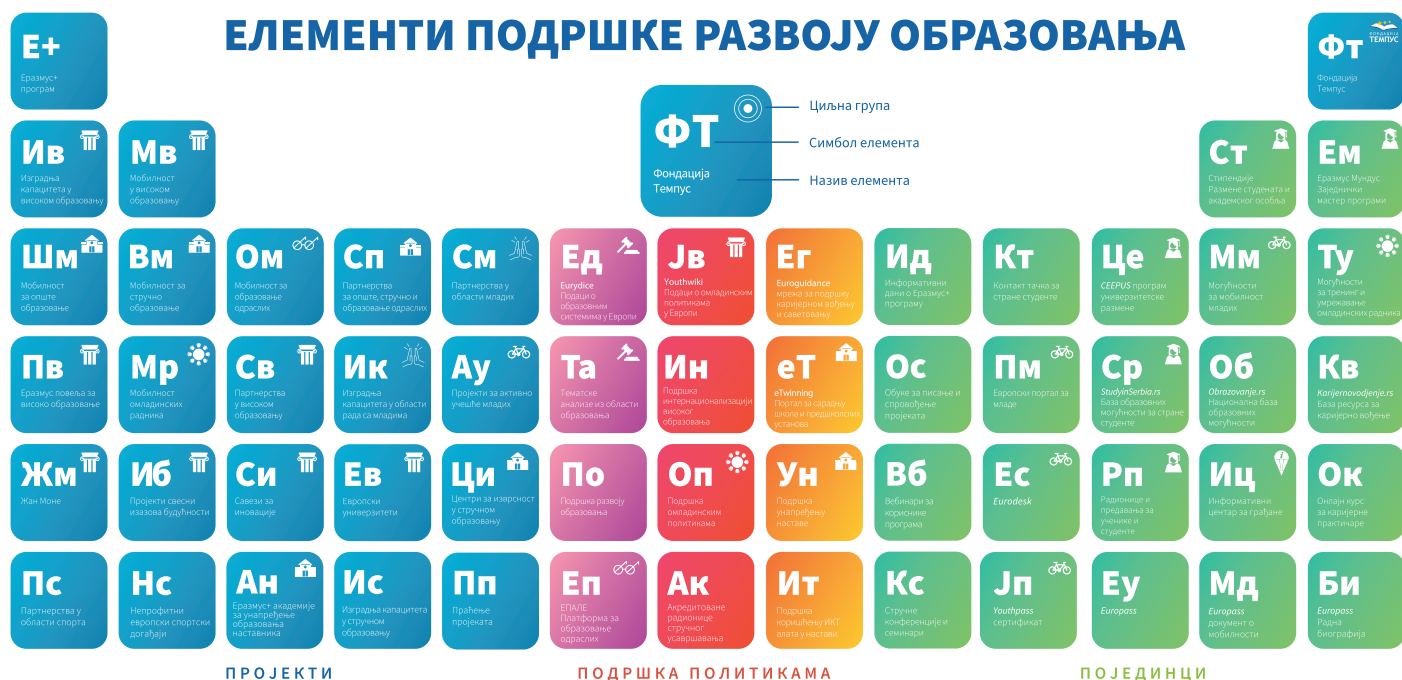 ЕЛЕМЕНТИ ПОДРШКЕ РАЗВОЈУ ОБРАЗОВАЊА
Е+
Еразмус+
програм
Фт
ФОНДАЦИЈА
ТЕМПУС
Фондација
Темпус
ФТ
Фондација
Темпус
Циљна група
Симбол елемента
Назив елемента
Ив
Изградња
капацитета у
високом образовању
Мв
Мобилност
у високом
образовању
Ст
Стипендије
Размене студената и
академског особља
Ем
Еразмус Мундус
Заједнички
мастер програми
Шм
Мобилност
за опште
образовање
Вм
Мобилност за
стручно
образовање
Ом
Мобилност за
образовање
одраслих
Сп
Партнерства
за опште, стручно и
образовање одраслих
См
Партнерства у
области младих
Ед
Eurydice
Подаци о
образовним
системима у Европи
Јв
Youthwiki
Подаци о омладинским
политикама
у Европи
Ег
Euroguidance
мрежа за подршку
каријерном вођењу
и саветовању
Ид
Информативни
дани о Еразмус+
програму
Кт
Контакт тачка за
стране студенте
Це
CEEPUS програм
универзитетске
размене
Мм
Могућности
за мобилност
младих
Ту
Могућности
за тренинг и
умрежавање
омладинских радника
Пв
Еразмус повеља за
високо образовање
Мр
Мобилност
омладинских
радника
Св
Партнерства
у високом
образовању
Ик
Изградња
капацитета у области
рада са младима
Ау
Пројекти за активно
учешће младих
Та
Тематске
анализе из области
образовања
Ин
Подршка
интернационализацији
високог
образовања
еТ
eTwinning
Портал за сарадњу
школа и предшколских
установа
Ос
Обуке за писање и
спровођење
пројеката
Пм
Европски портал за
младе
Ср
StudyinSerbia.rs
База образовних
могућности за стране
студенте
Об
Obrazovanje.rs
Национална база
образовних
могућности
Кв
Karijernovodjenje.rs
База ресурса за
каријерно вођење
Жм
Жан Моне
Иб
Пројекти свесни
изазова будућности
Си
Савези за
иновације
Ев
Европски
универзитети
Ци
Центри за изврсност
у стручном
образовању
По
Подршка развоју
образовања
Оп
Подршка
омладинским
политикама
Ун
Подршка
унапређењу
наставе
Вб
Вебинари за
кориснике
програма
Ес
Eurodesk
Рп
Радионице и
предавања за
ученике и
студенте
Иц
Информативни
центар за грађане
Ок
Онлајн курс
за каријерне
практичаре
Пс
Партнерства у
области спорта
Нс
Непрофитни
европски спортски
догађаји
Ан
Еразмус+ академије
за унапређење
образовања
наставника
Ис
Изградња капацитета
у стручном
образовању
Пп
Праћење
пројеката
Еп
ЕПАЛЕ
Платформа за
образовање
одраслих
Ак
Акредитоване
радионице
стручног
усавршавања
Ит
Подршка
коришћењу ИКТ
алата у настави
Кс
Стручне
конференције и
семинари
Јп
Youthpass
сертификат
Еу
Europass
Мд
Europass
документ о
мобилности
Би
Europass
Радна
биографија
ПРОЈЕКТИ
ПОДРШКА ПОЛИТИКАМА
ПОЈЕДИНЦИ